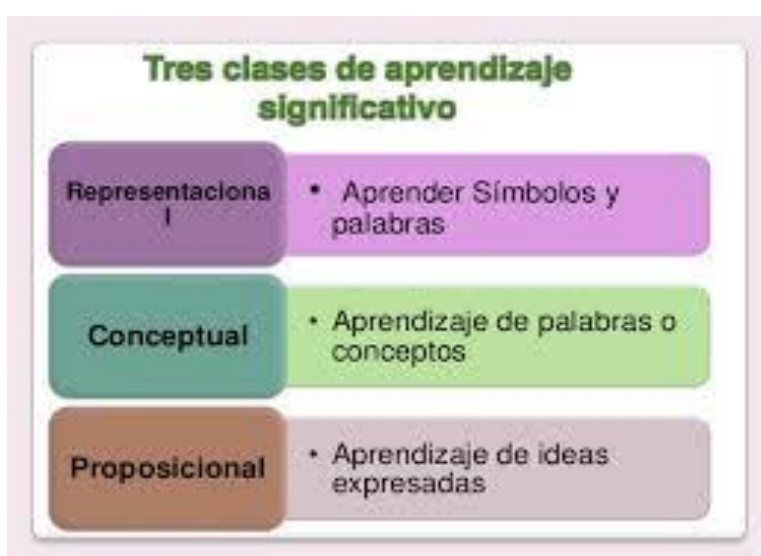 Tres clases de aprendizaje
significativo
Representaciona
l
• Aprender Símbolos y
palabras
Conceptual
• Aprendizaje de palabras o
conceptos
Proposicional
• Aprendizaje de ideas
expresadas